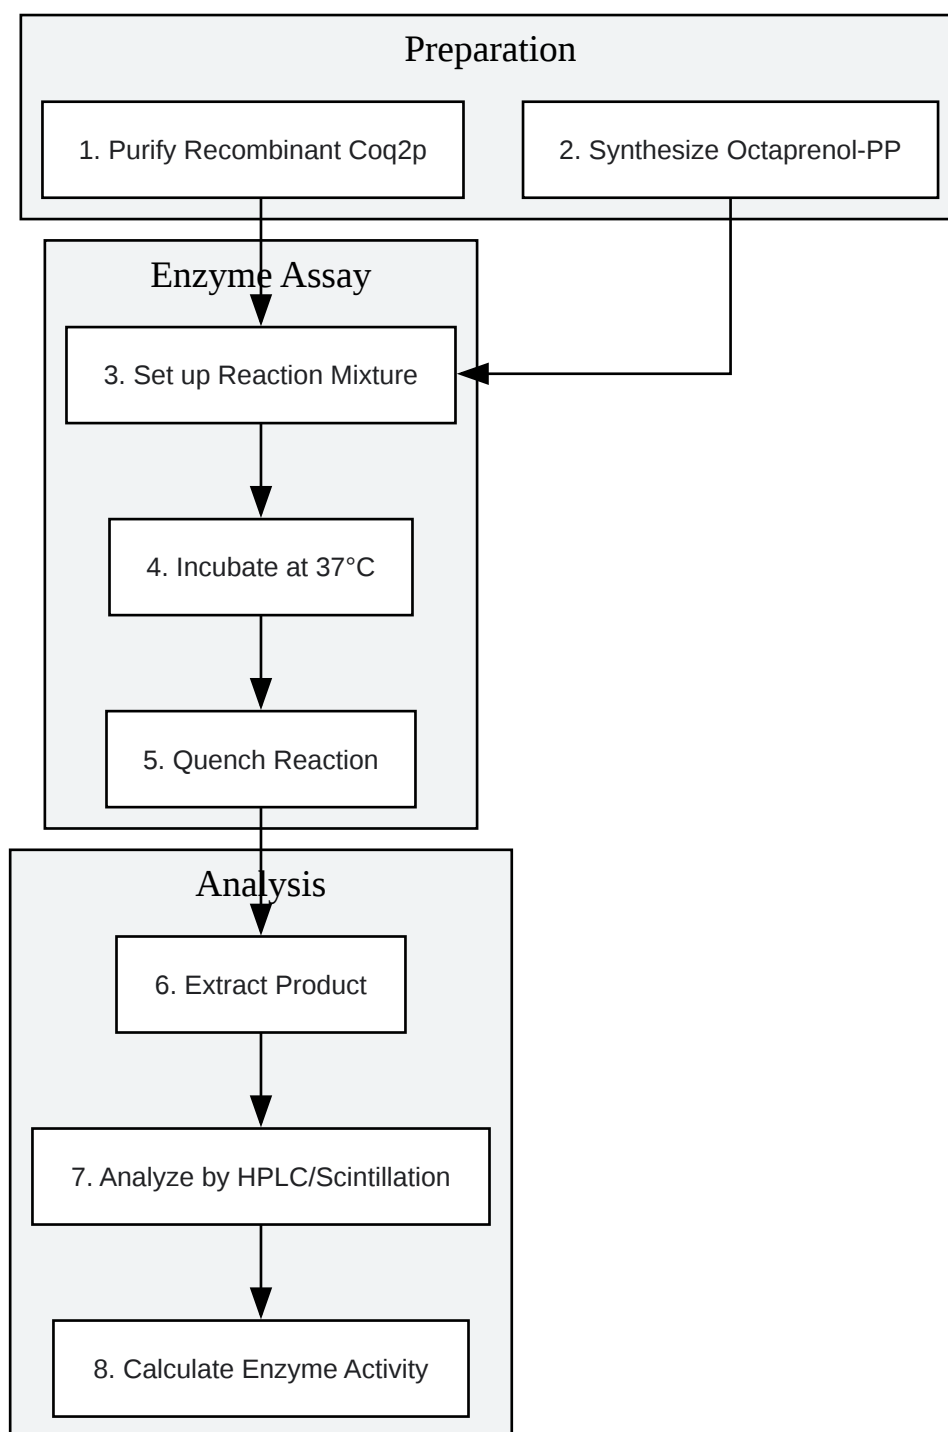 Preparation
1. Purify Recombinant Coq2p
2. Synthesize Octaprenol-PP
Enzyme Assay
3. Set up Reaction Mixture
4. Incubate at 37°C
5. Quench Reaction
Analysis
6. Extract Product
7. Analyze by HPLC/Scintillation
8. Calculate Enzyme Activity